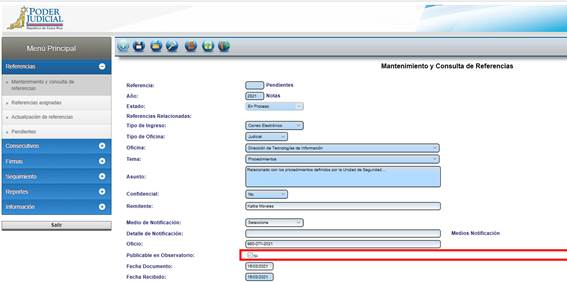 PODER
JUDICIAL
República de Costa Rica
Menú Principal
Referencias
Mantenimiento y consulta de
referencias
Referencias asignadas
Actualización de referencias
Pendientes
Consecutivos
Firmas
Seguimiento
Reportes
Información
Salir
Mantenimiento y Consulta de Referencias
Referencia: Pendientes
Año: 2021 Notas
Estado: En Proceso
Referencias Relacionadas:
Tipo de Ingreso: Correo Electrónico
Tipo de Oficina: Judicial
Oficina: Dirección de Tecnologías de Información
Tema: Procedimientos
Asunto: Relacionado con los procedimientos definidos por la Unidad de Seguridad...
Confidencial: No
Remitente: Kattia Morales
Medio de Notificación: Seleccione
Detalle de Notificación: Medios Notificación
Oficio: 960-071-2021
Publicable en Observatorio: Si
Fecha Documento: 16/03/2021
Fecha Recibido: 16/03/2021